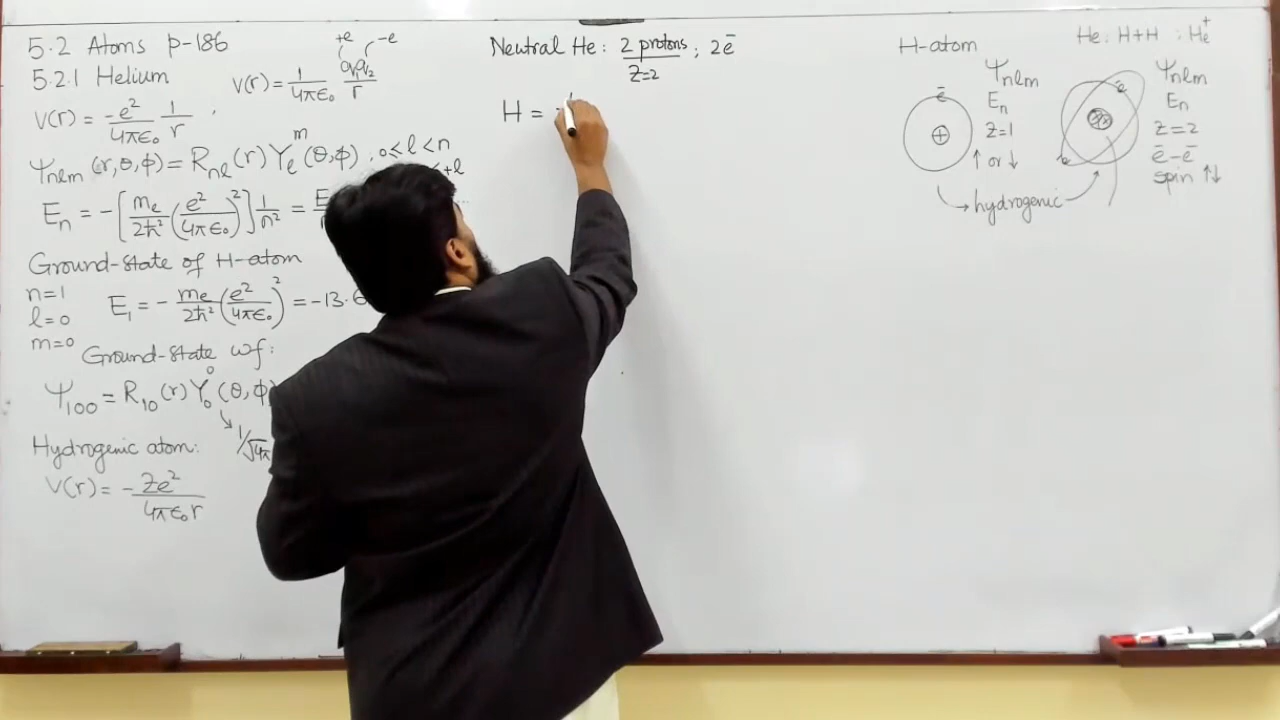 5.2 Atoms p-186
5.2.1 Helium
+e -e
V(r) = 1/4πε₀ q₁q₂/r
V(r) = -e²/4πε₀ 1/r ,
Ψnlm (r,θ,φ) = Rnl(r) Yₗᵐ(θ,φ) , 0≤l<n
+l
En = -[me/2ħ² (e²/4πε₀)²] 1/n² = E
Ground-state of H-atom
n=1
l=0
m=0
E₁ = - me/2ħ² (e²/4πε₀)² = -13.6
Ground-state wf:
Ψ₁₀₀ = R₁₀(r) Y₀⁰(θ,φ)
1/√4π
Hydrogenic atom:
V(r) = - Ze²/4πε₀r
Neutral He: 2 protons ; 2e⁻
Z=2
H = -
H-atom
e⁻
+
Ψnlm
En
Z=1
↑ or ↓
→ hydrogenic
He: H+H : He⁺
e⁻
e⁻
Ψnlm
En
Z=2
e⁻-e⁻
spin ↑↓